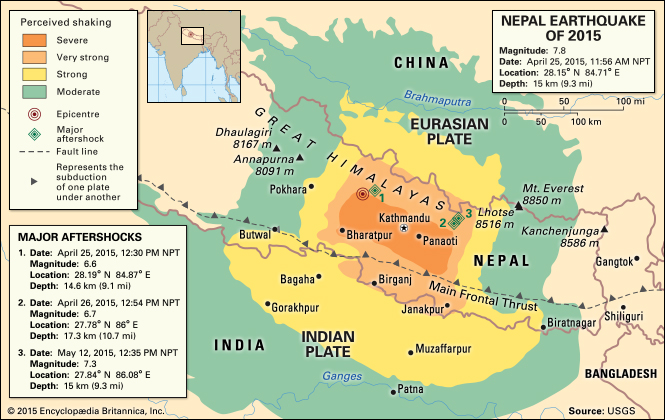 Perceived shaking
Severe
Very strong
Strong
Moderate
Epicentre
Major
aftershock
Fault line
Represents the
subduction
of one plate
under another
NEPAL EARTHQUAKE
OF 2015
Magnitude: 7.8
Date: April 25, 2015, 11:56 AM NPT
Location: 28.15° N 84.71° E
Depth: 15 km (9.3 mi)
0 50 100 mi
0 50 100 km
CHINA
Brahmaputra
EURASIAN
PLATE
GREAT HIMALAYAS
Dhaulagiri
8167 m
Annapurna
8091 m
Pokhara
1
Mt. Everest
8850 m
Lhotse
8516 m
3
2
Kathmandu
Kanchenjunga
8586 m
Butwal
Bharatpur
Panaoti
NEPAL
Gangtok
Bagaha
Birganj
Main Frontal Thrust
Gorakhpur
Janakpur
Biratnagar
Shiliguri
INDIAN
PLATE
INDIA
Muzaffarpur
BANGLADESH
Ganges
Patna
MAJOR AFTERSHOCKS
1. Date: April 25, 2015, 12:30 PM NPT
Magnitude: 6.6
Location: 28.19° N 84.87° E
Depth: 14.6 km (9.1 mi)
2. Date: April 26, 2015, 12:54 PM NPT
Magnitude: 6.7
Location: 27.78° N 86° E
Depth: 17.3 km (10.7 mi)
3. Date: May 12, 2015, 12:35 PM NPT
Magnitude: 7.3
Location: 27.84° N 86.08° E
Depth: 15 km (9.3 mi)
© 2015 Encyclopædia Britannica, Inc.
Source: USGS